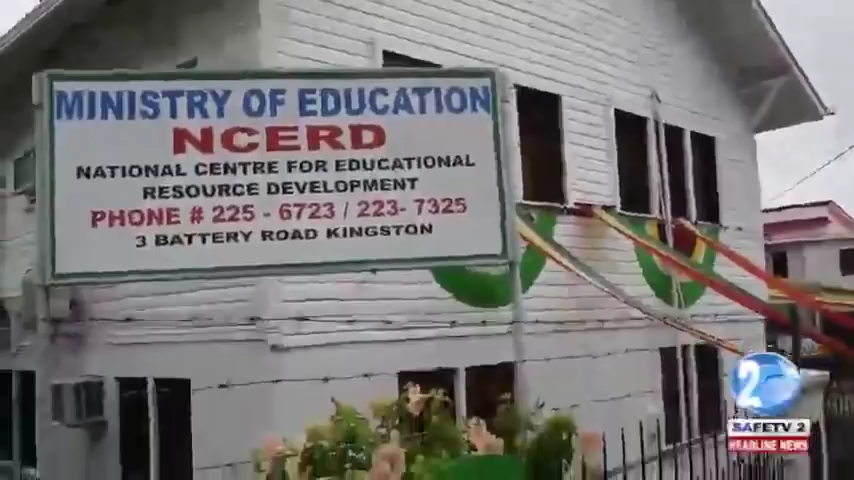 MINISTRY OF EDUCATION
NCERD
NATIONAL CENTRE FOR EDUCATIONAL
RESOURCE DEVELOPMENT
PHONE # 225 - 6723 / 223- 7325
3 BATTERY ROAD KINGSTON
2
SAFETV 2
HEADLINE NEWS